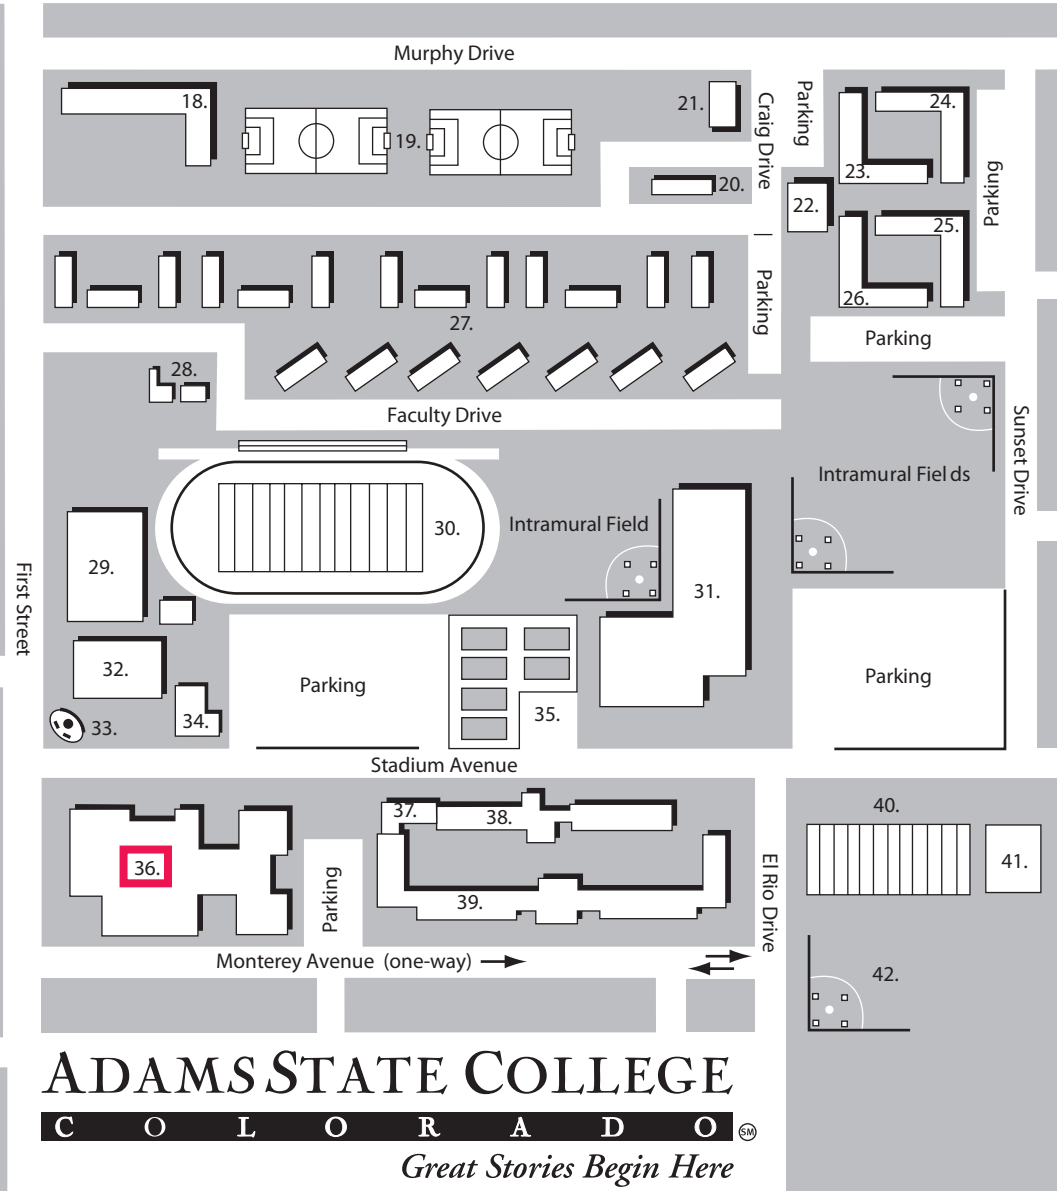 Murphy Drive
18.
19.
21.
Craig Drive
Parking
24.
23.
Parking
20.
22.
25.
26.
Parking
27.
Parking
28.
Faculty Drive
Sunset Drive
Intramural Fields
Intramural Field
30.
29.
31.
First Street
32.
Parking
Parking
33.
34.
35.
Stadium Avenue
37.
38.
40.
36.
41.
Parking
39.
El Rio Drive
Monterey Avenue (one-way)
42.
ADAMS STATE COLLEGE
COLORADO SM
Great Stories Begin Here